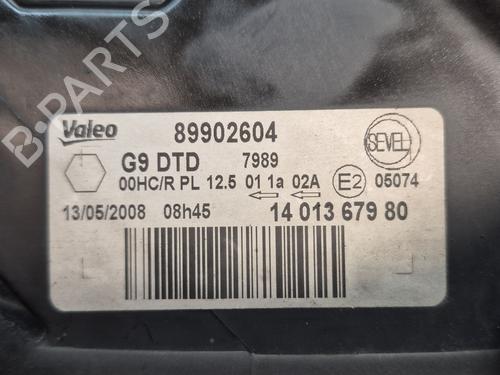 Valeo 89902604 SEVEL
G9 DTD 7989
00HC/R PL 12.5 01 1a 02A E2 05074
13/05/2008 08h45 14 013 679 80
B-PARTS